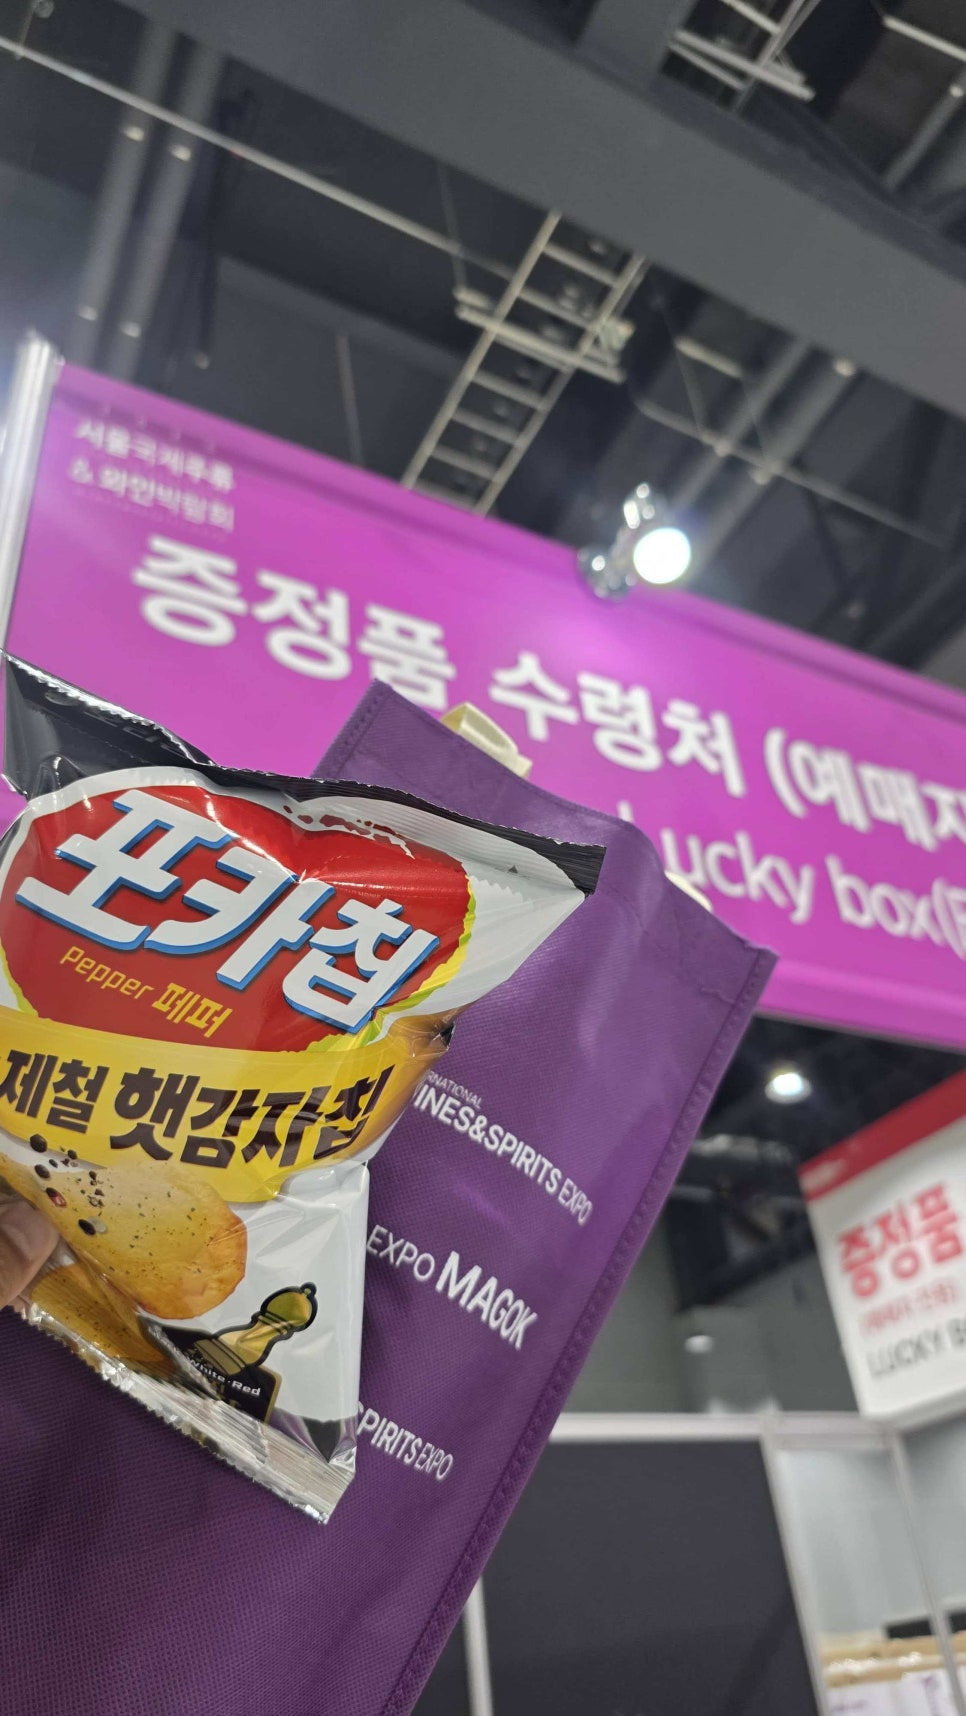 서울국제주류
& 와인박람회
증정품 수령처 (예매자
Lucky box(
포카칩
Pepper 페퍼
제철 햇감자칩
White·Red
RNATIONAL
INES&SPIRITS EXPO
EXPO MAGOK
SPIRITS EXPO
증정품
LUCKY B